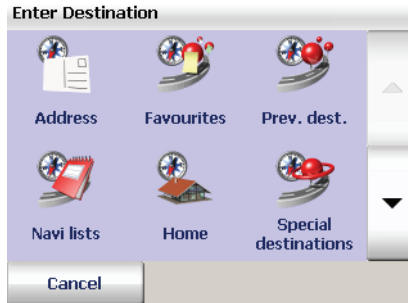 Enter Destination
Address
Favourites
Prev. dest.
Navi lists
Home
Special
destinations
Cancel